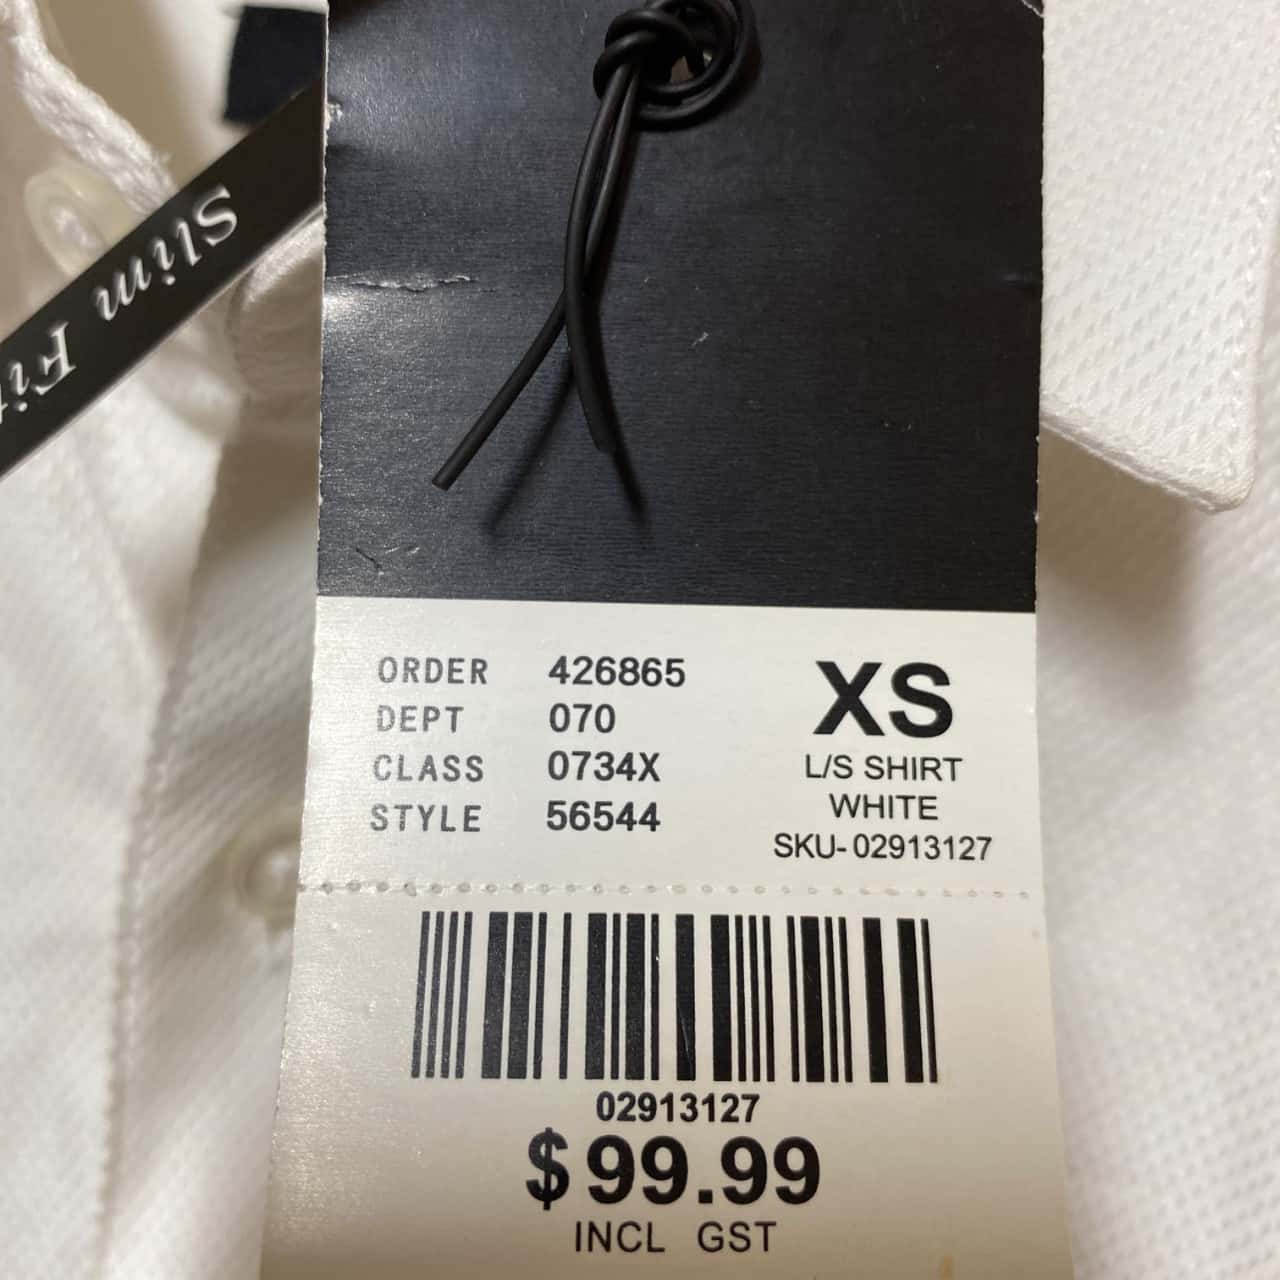 Slim Fit
ORDER 426865
DEPT 070
CLASS 0734X
STYLE 56544
XS
L/S SHIRT
WHITE
SKU- 02913127
02913127
$99.99
INCL GST